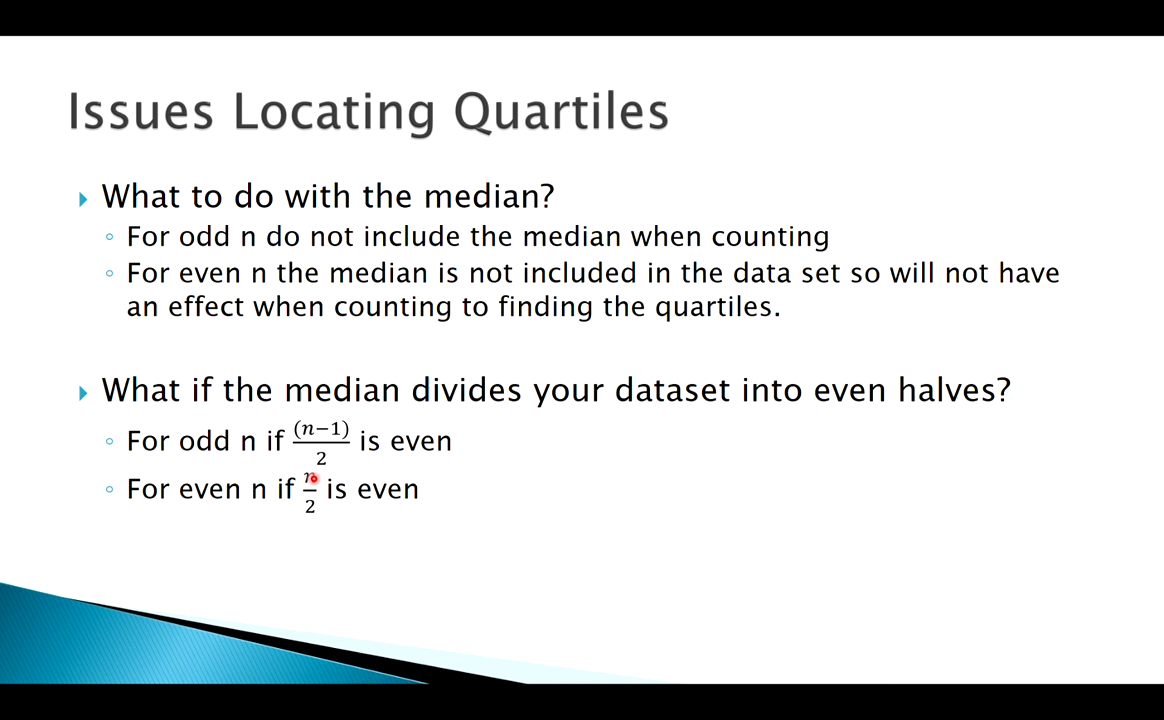 Issues Locating Quartiles
What to do with the median?
For odd n do not include the median when counting
For even n the median is not included in the data set so will not have
an effect when counting to finding the quartiles.
What if the median divides your dataset into even halves?
For odd n if (n−1)/2 is even
For even n if n/2 is even